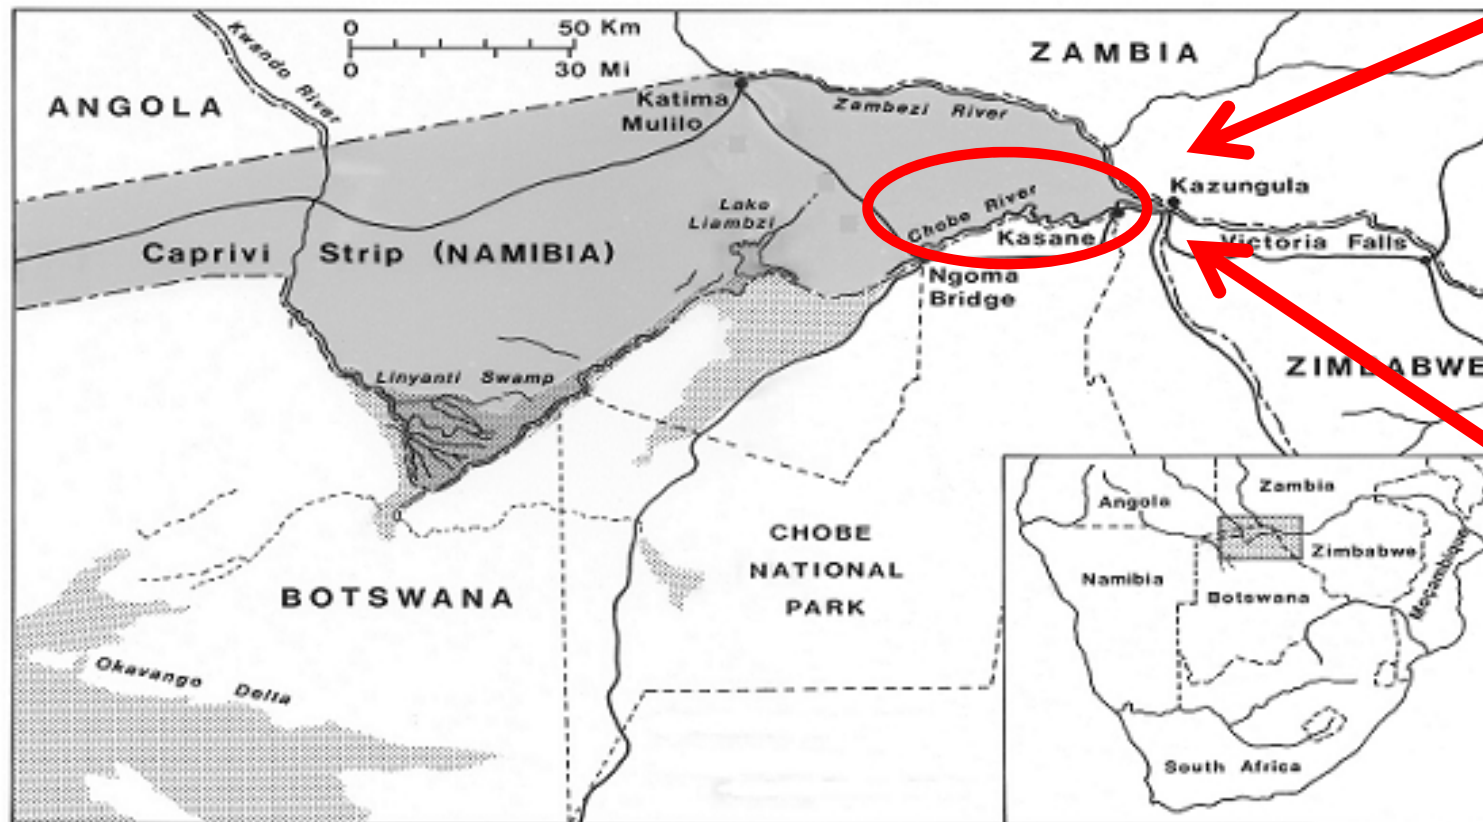 0 50 Km
0 30 Mi
ZAMBIA
ANGOLA
Kwando River
Katima
Mulilo
Zambezi River
Kazungula
Lake
Liambzi
Chobe River
Kasane
Victoria Falls
Caprivi Strip (NAMIBIA)
Ngoma
Bridge
ZIMBABWE
Linyanti Swamp
CHOBE
NATIONAL
PARK
BOTSWANA
Okavango Delta
Angola
Zambia
Zimbabwe
Namibia
Botswana
Moçambique
South Africa